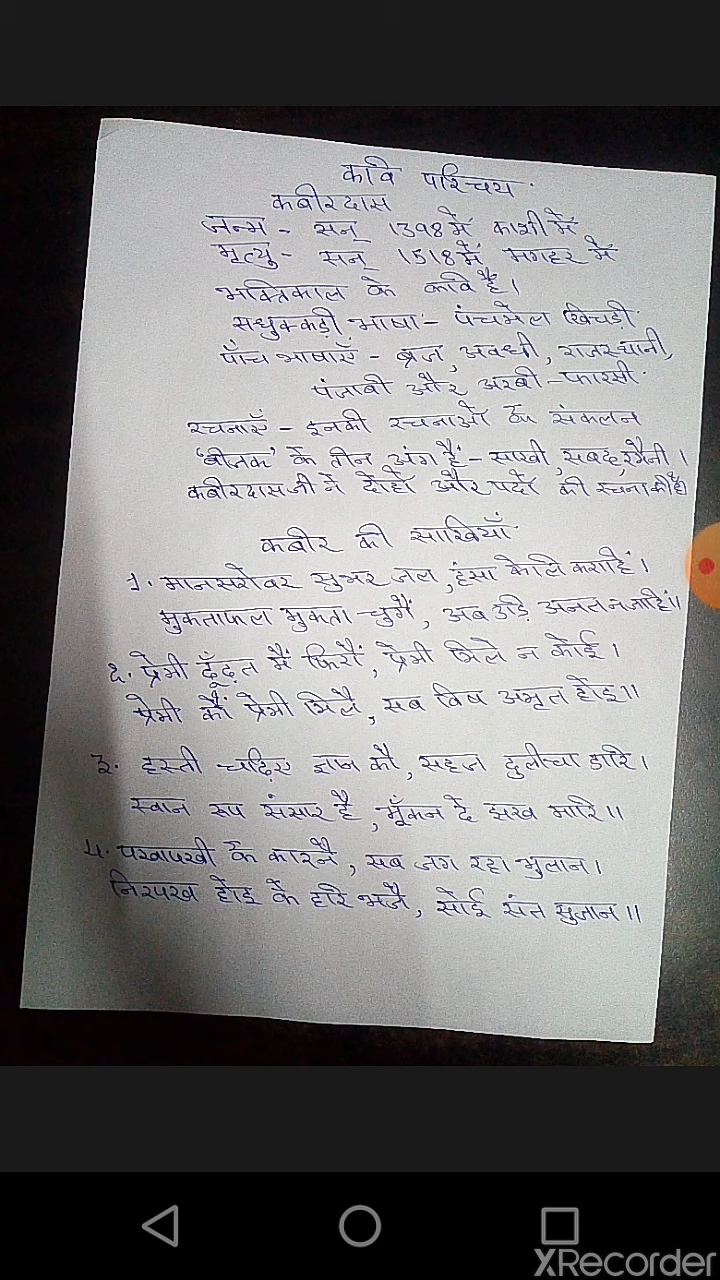 कवि परिचय
कबीरदास
जन्म - सन् 1398 में काशी में
मृत्यु - सन् 1518 में मगहर में
भक्तिकाल के कवि है।
सधुक्कड़ी भाषा - पंचमेल खिचड़ी
पाँच भाषाएँ - ब्रज, अवधी, राजस्थानी,
पंजाबी और अरबी - फारसी
रचनाएँ - इनकी रचनाओं के संकलन
'बीजक' के तीन अंग हैं - साखी, सबद, रमैनी।
कबीरदास जी ने दोहों और पदों की रचना की है
कबीर की साखियाँ
1. मानसरोवर सुभर जल, हंसा केलि कराहिं।
मुकताफल मुकता चुगैं, अब उड़ि अनत न जाहिं॥
2. प्रेमी ढूँढ़त मैं फिरौं, प्रेमी मिले न कोई।
प्रेमी कौं प्रेमी मिलै, सब विष अमृत होइ॥
3. हस्ती चढ़िए ज्ञान कौ, सहज दुलीचा डारि।
स्वान रूप संसार है, भूँकन दे झख मारि॥
4. पखापखी के कारनै, सब जग रहा भुलान।
निरपख होइ के हरि भजै, सोई संत सुजान॥
XRecorder